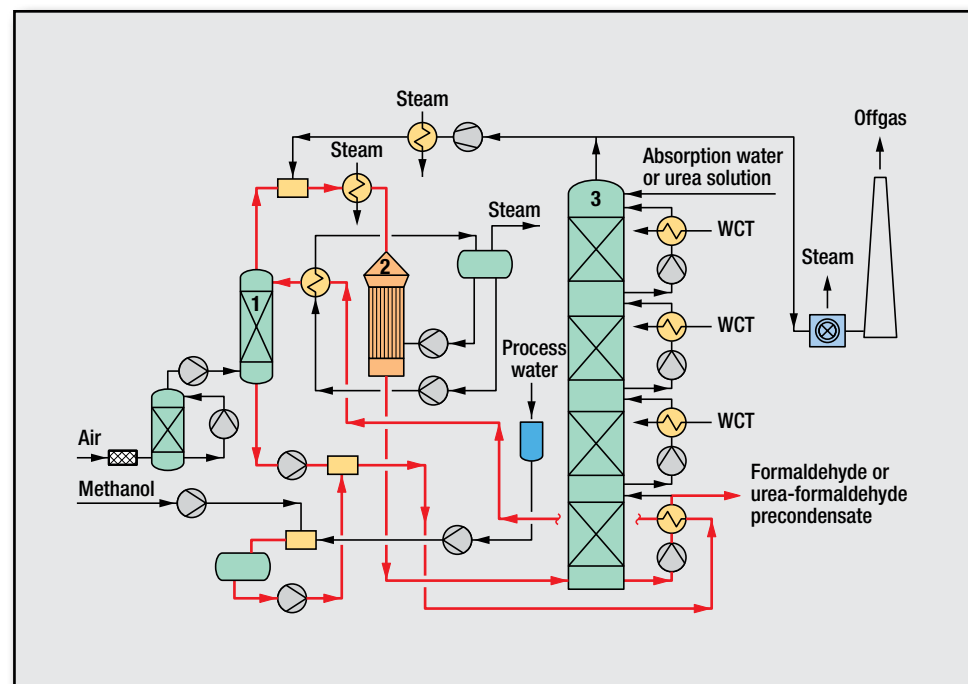 Steam
Offgas
Steam
Absorption water
or urea solution
3
Steam
WCT
2
Steam
1
WCT
Process
water
WCT
Air
Formaldehyde or
urea-formaldehyde
precondensate
Methanol